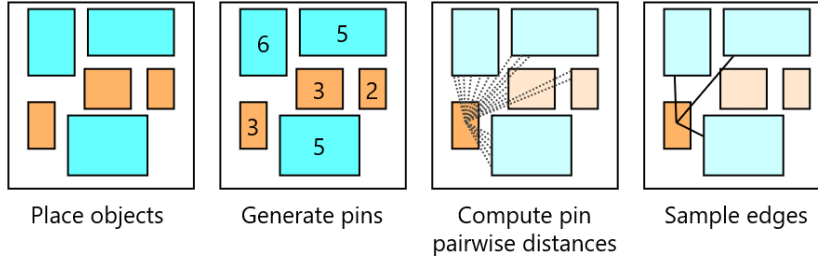 6
5
3
2
3
5
Place objects
Generate pins
Compute pin
pairwise distances
Sample edges